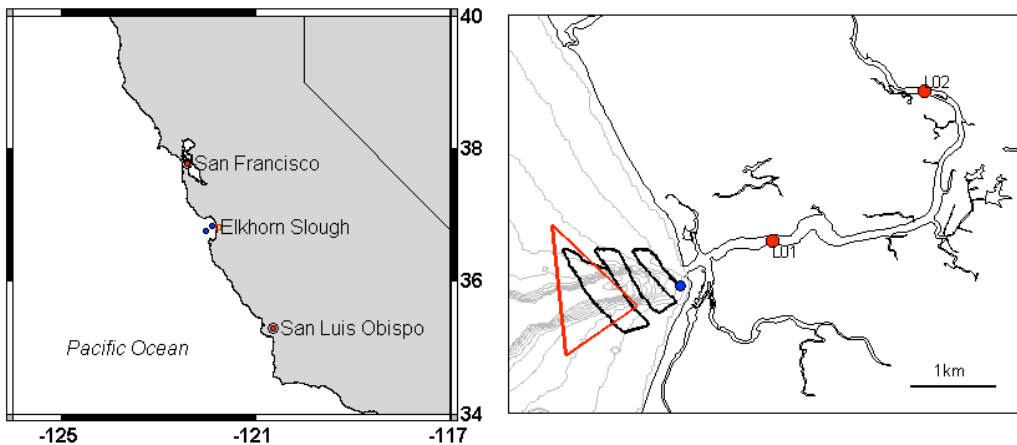 40
38
36
34
-125
-121
-117
San Francisco
Elkhorn Slough
San Luis Obispo
Pacific Ocean
L02
L01
1km